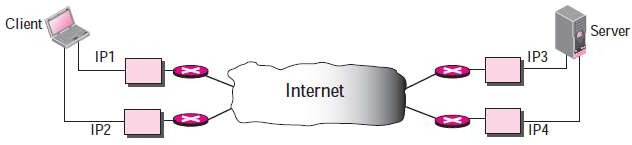 Client
Server
IP1
IP3
Internet
IP2
IP4